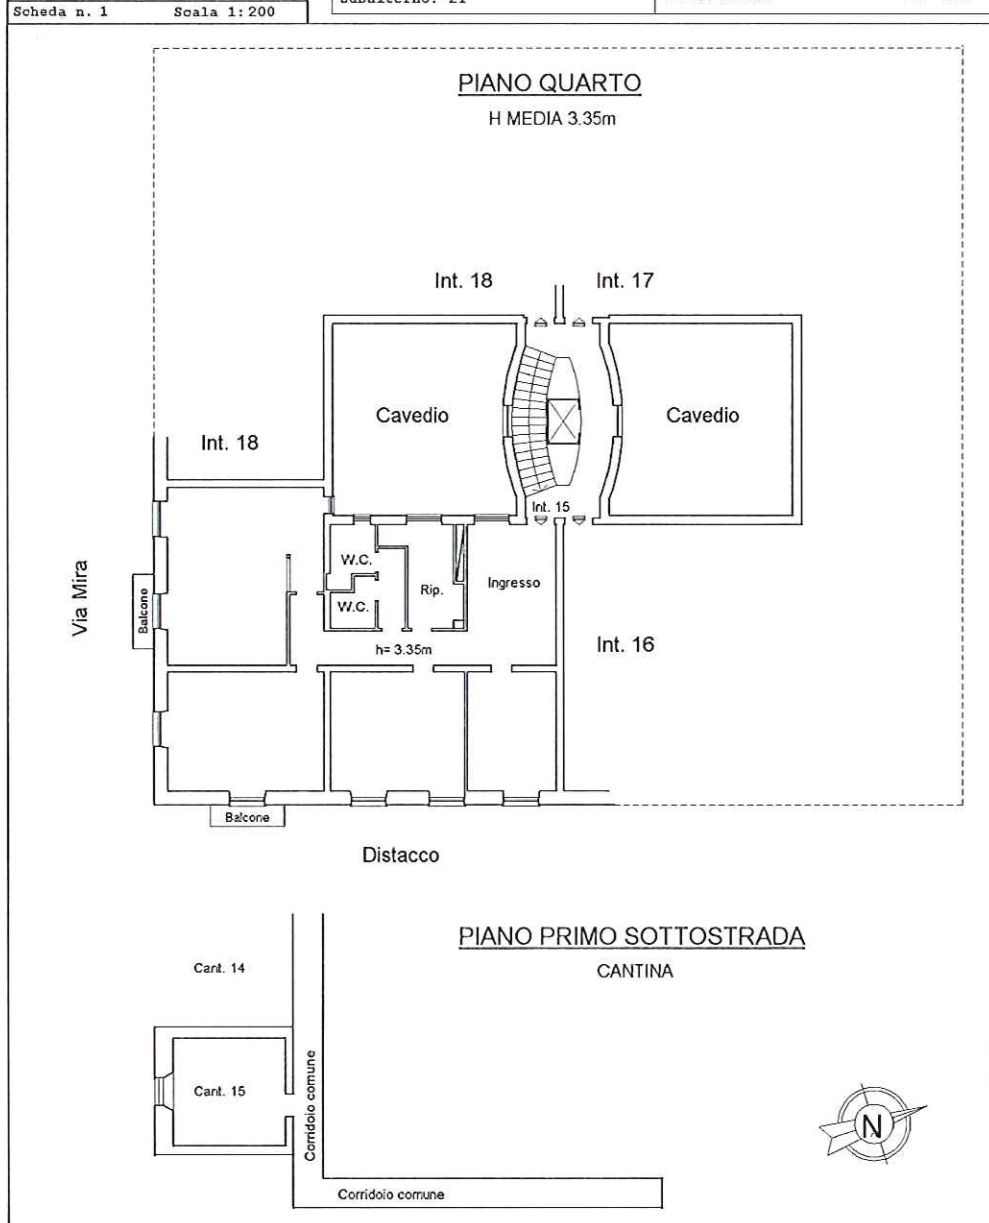 Scheda n. 1 Scala 1:200
Subalterno: 21
PIANO QUARTO
H MEDIA 3.35m
Int. 18
Int. 17
Cavedio
Cavedio
Int. 18
Int. 15
W.C.
W.C.
Rip.
Ingresso
Via Mira
Balcone
h= 3.35m
Int. 16
Balcone
Distacco
PIANO PRIMO SOTTOSTRADA
CANTINA
Cant. 14
Cant. 15
Corridoio comune
Corridoio comune
N